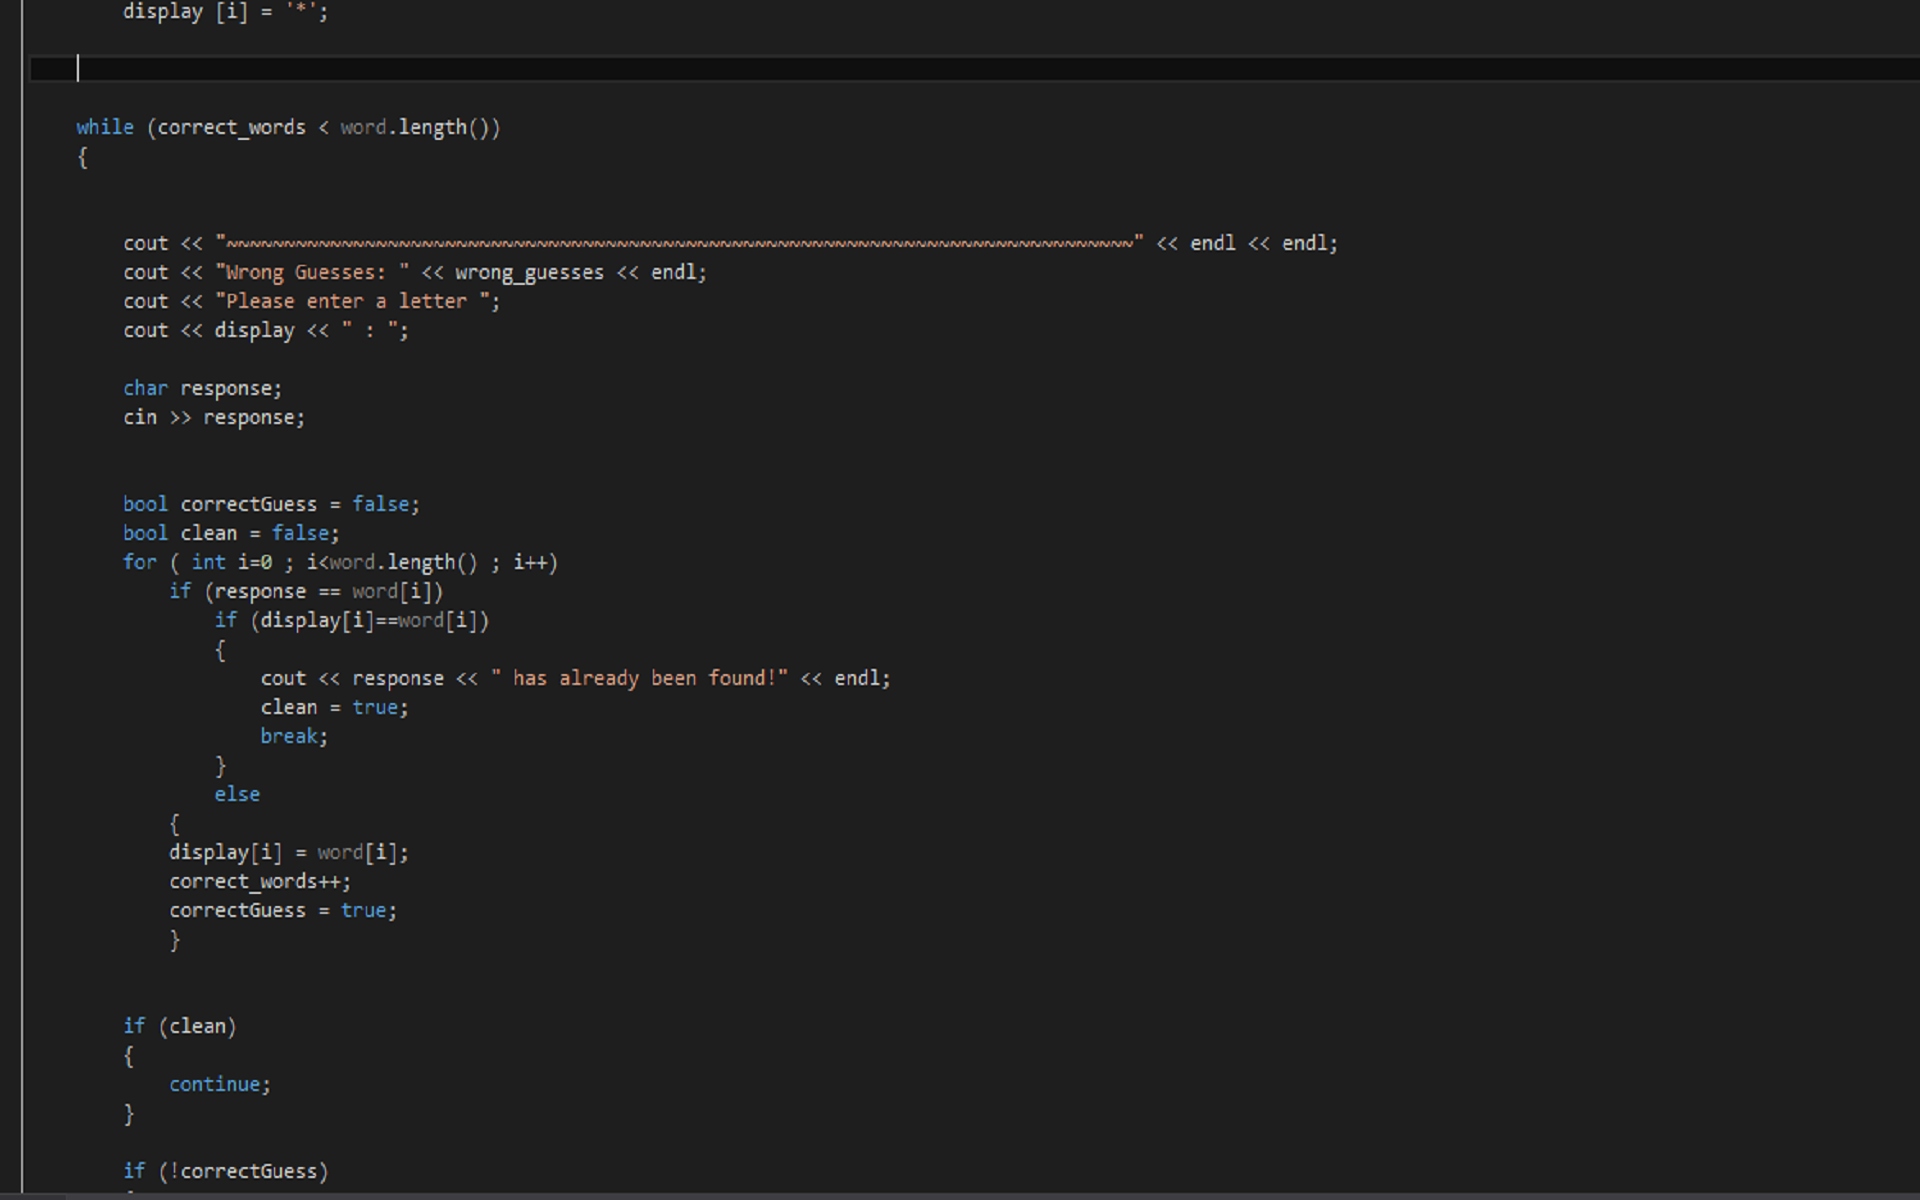 display [i] = '*';
while (correct_words < word.length())
{
cout << "~~~~~~~~~~~~~~~~~~~~~~~~~~~~~~~~~~~~~~~~~~~~~~~~~~~~~~~~~~~~~~~~~~~~~~~~~~~~~~~" << endl << endl;
cout << "Wrong Guesses: " << wrong_guesses << endl;
cout << "Please enter a letter ";
cout << display << " : ";
char response;
cin >> response;
bool correctGuess = false;
bool clean = false;
for ( int i=0 ; i<word.length() ; i++)
if (response == word[i])
if (display[i]==word[i])
{
cout << response << " has already been found!" << endl;
clean = true;
break;
}
else
{
display[i] = word[i];
correct_words++;
correctGuess = true;
}
if (clean)
{
continue;
}
if (!correctGuess)